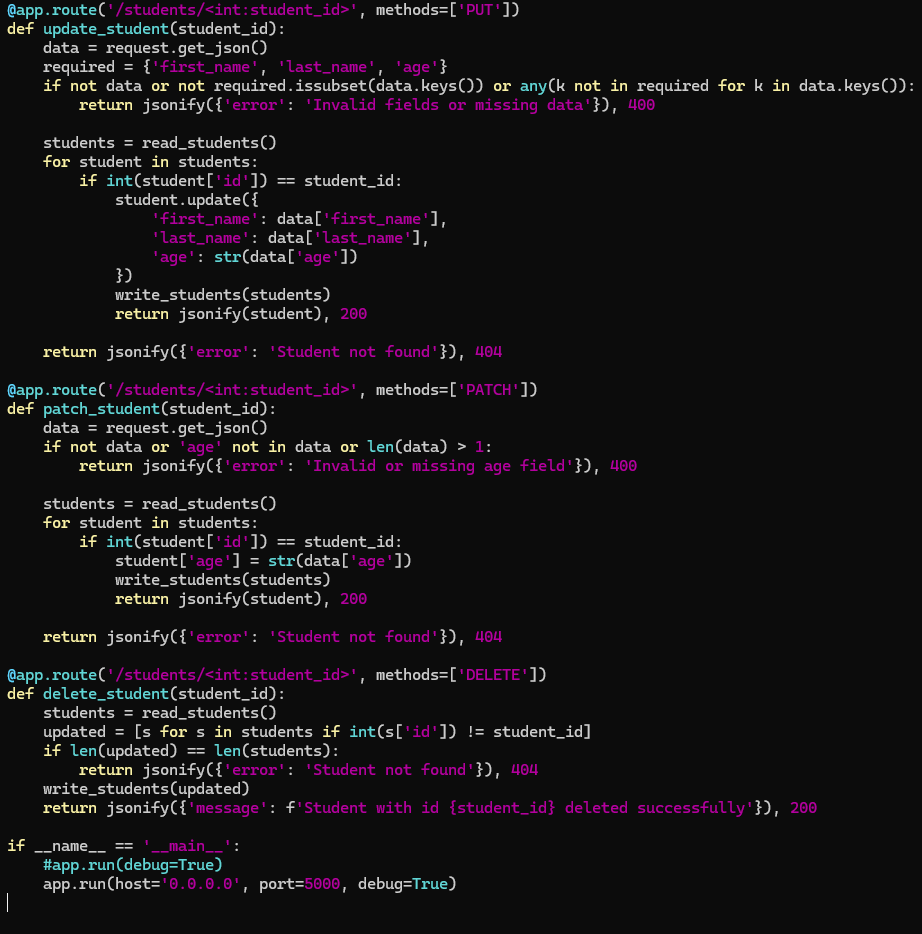 @app.route('/students/<int:student_id>', methods=['PUT'])
def update_student(student_id):
    data = request.get_json()
    required = {'first_name', 'last_name', 'age'}
    if not data or not required.issubset(data.keys()) or any(k not in required for k in data.keys()):
        return jsonify({'error': 'Invalid fields or missing data'}), 400

    students = read_students()
    for student in students:
        if int(student['id']) == student_id:
            student.update({
                'first_name': data['first_name'],
                'last_name': data['last_name'],
                'age': str(data['age'])
            })
            write_students(students)
            return jsonify(student), 200

    return jsonify({'error': 'Student not found'}), 404

@app.route('/students/<int:student_id>', methods=['PATCH'])
def patch_student(student_id):
    data = request.get_json()
    if not data or 'age' not in data or len(data) > 1:
        return jsonify({'error': 'Invalid or missing age field'}), 400

    students = read_students()
    for student in students:
        if int(student['id']) == student_id:
            student['age'] = str(data['age'])
            write_students(students)
            return jsonify(student), 200

    return jsonify({'error': 'Student not found'}), 404

@app.route('/students/<int:student_id>', methods=['DELETE'])
def delete_student(student_id):
    students = read_students()
    updated = [s for s in students if int(s['id']) != student_id]
    if len(updated) == len(students):
        return jsonify({'error': 'Student not found'}), 404
    write_students(updated)
    return jsonify({'message': f'Student with id {student_id} deleted successfully'}), 200

if __name__ == '__main__':
    #app.run(debug=True)
    app.run(host='0.0.0.0', port=5000, debug=True)